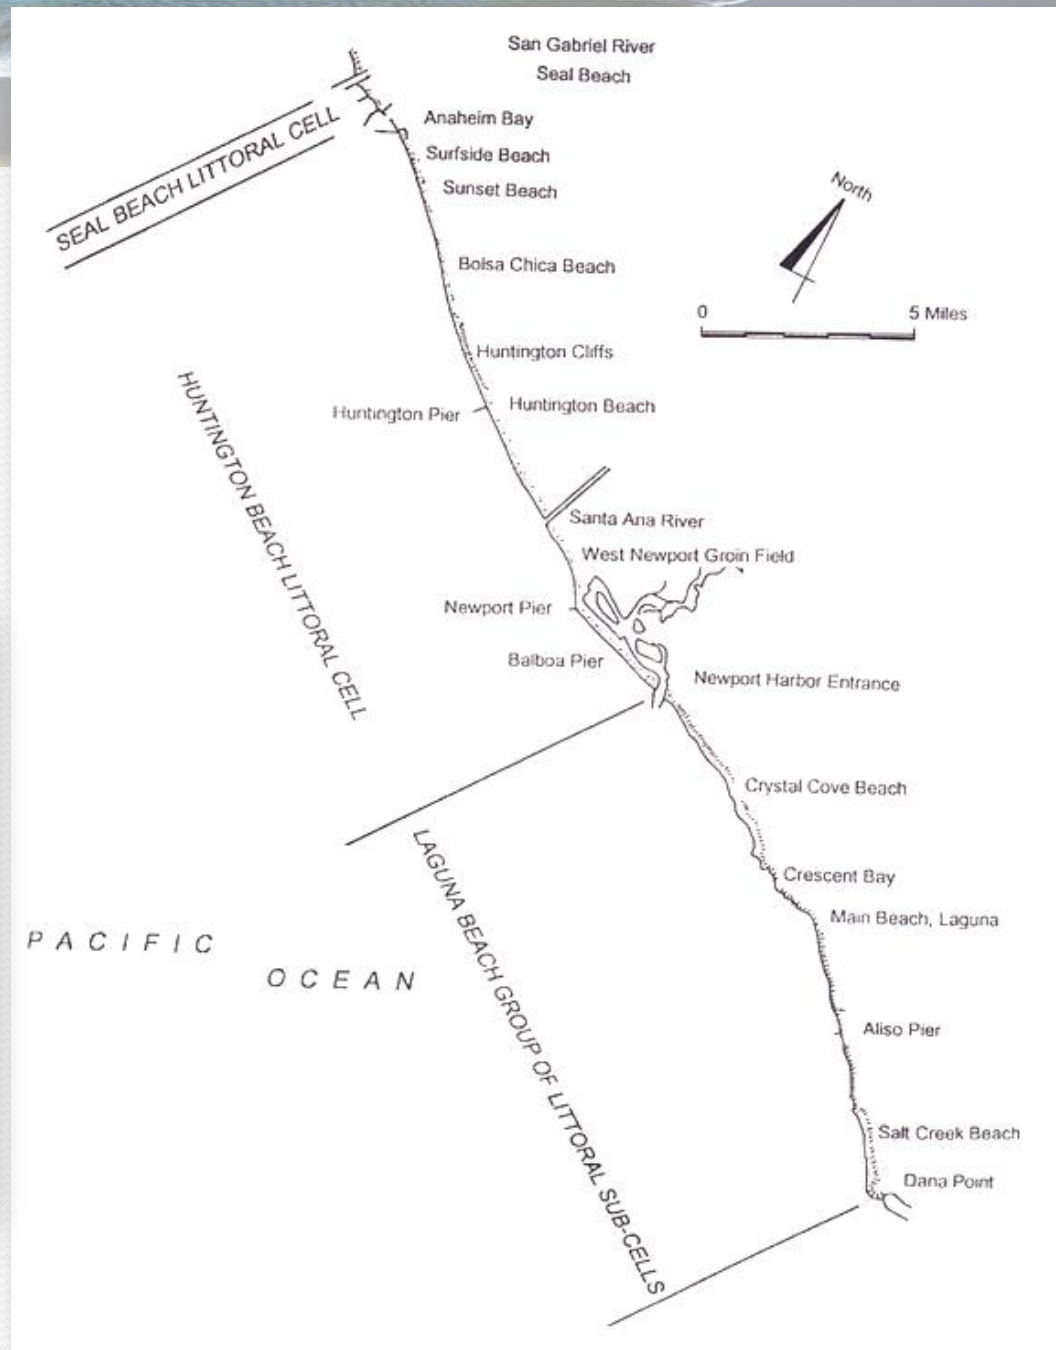 San Gabriel River
Seal Beach
Anaheim Bay
SEAL BEACH LITTORAL CELL
Surfside Beach
Sunset Beach
North
Bolsa Chica Beach
0
5 Miles
Huntington Cliffs
Huntington Pier
Huntington Beach
HUNTINGTON BEACH LITTORAL CELL
Santa Ana River
West Newport Groin Field
Newport Pier
Balboa Pier
Newport Harbor Entrance
Crystal Cove Beach
LAGUNA BEACH GROUP OF LITTORAL SUB-CELLS
Crescent Bay
Main Beach, Laguna
PACIFIC
OCEAN
Aliso Pier
Salt Creek Beach
Dana Point